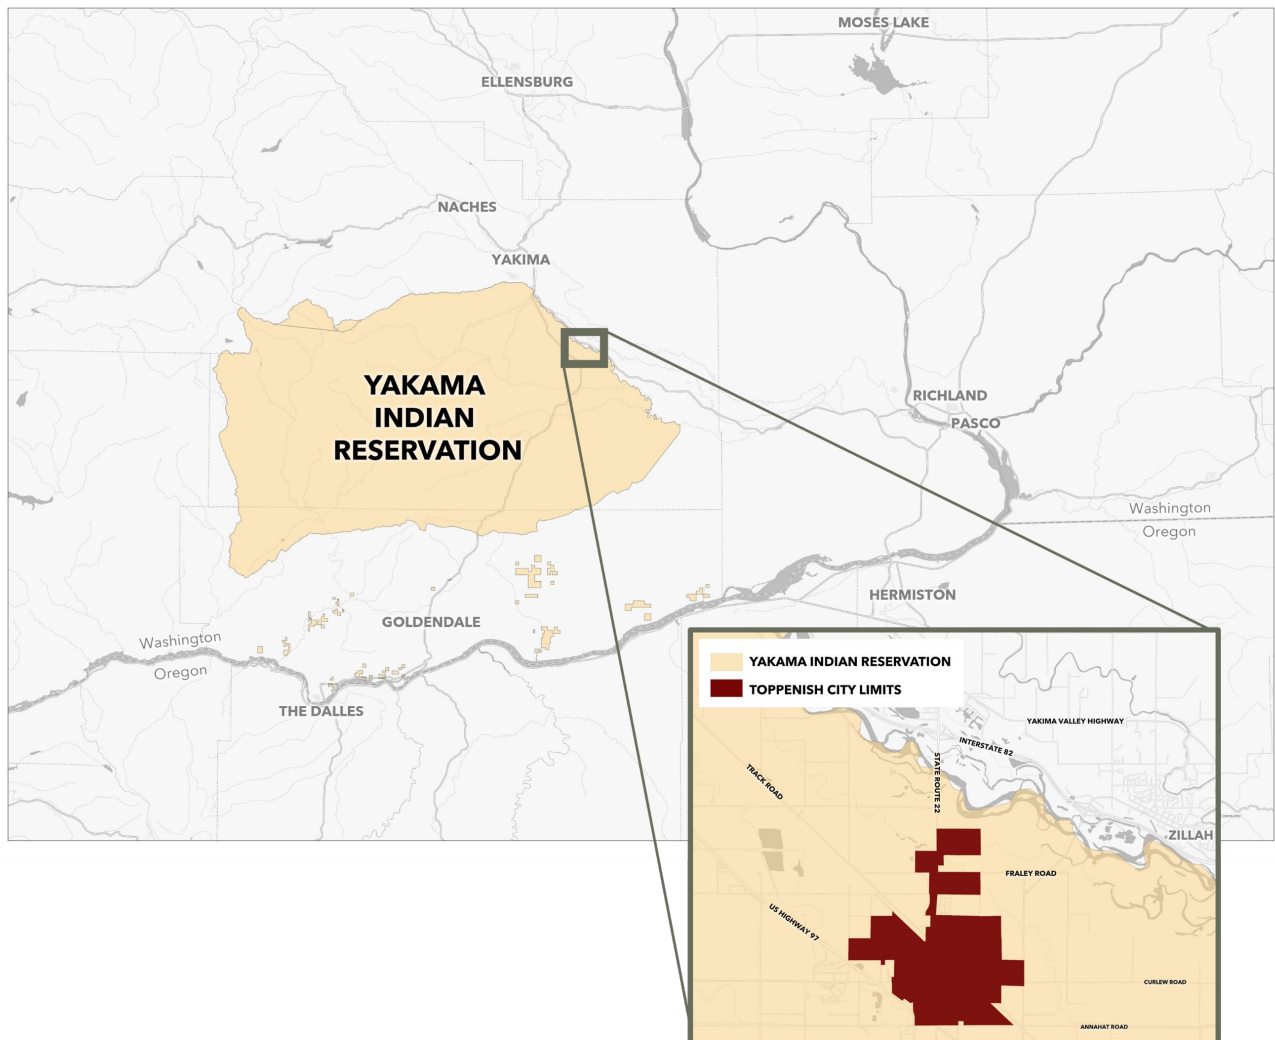 MOSES LAKE
ELLENSBURG
NACHES
YAKIMA
YAKAMA
INDIAN
RESERVATION
RICHLAND
PASCO
Washington
Oregon
HERMISTON
GOLDENDALE
Washington
Oregon
THE DALLES
YAKAMA INDIAN RESERVATION
TOPPENISH CITY LIMITS
YAKIMA VALLEY HIGHWAY
INTERSTATE 82
STATE ROUTE 22
TRACK ROAD
ZILLAH
FRALEY ROAD
US HIGHWAY 97
CURLEW ROAD
ANNAHAT ROAD